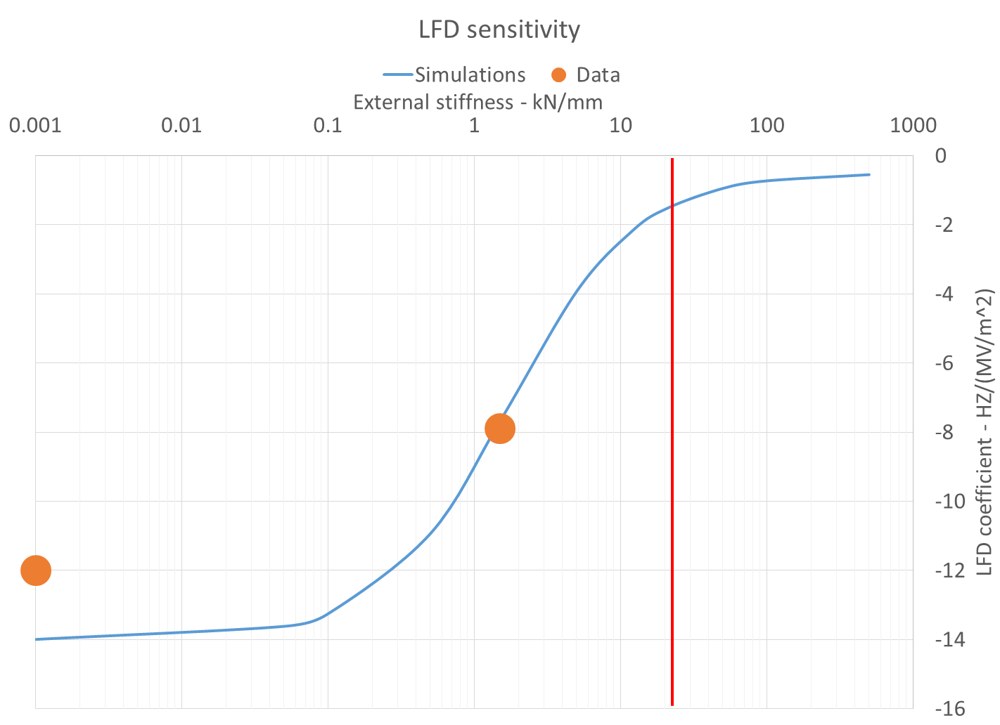 LFD sensitivity
Simulations Data
External stiffness - kN/mm
0.001 0.01 0.1 1 10 100 1000
0
-2
-4
-6
-8
-10
-12
-14
-16
LFD coefficient - HZ/(MV/m^2)